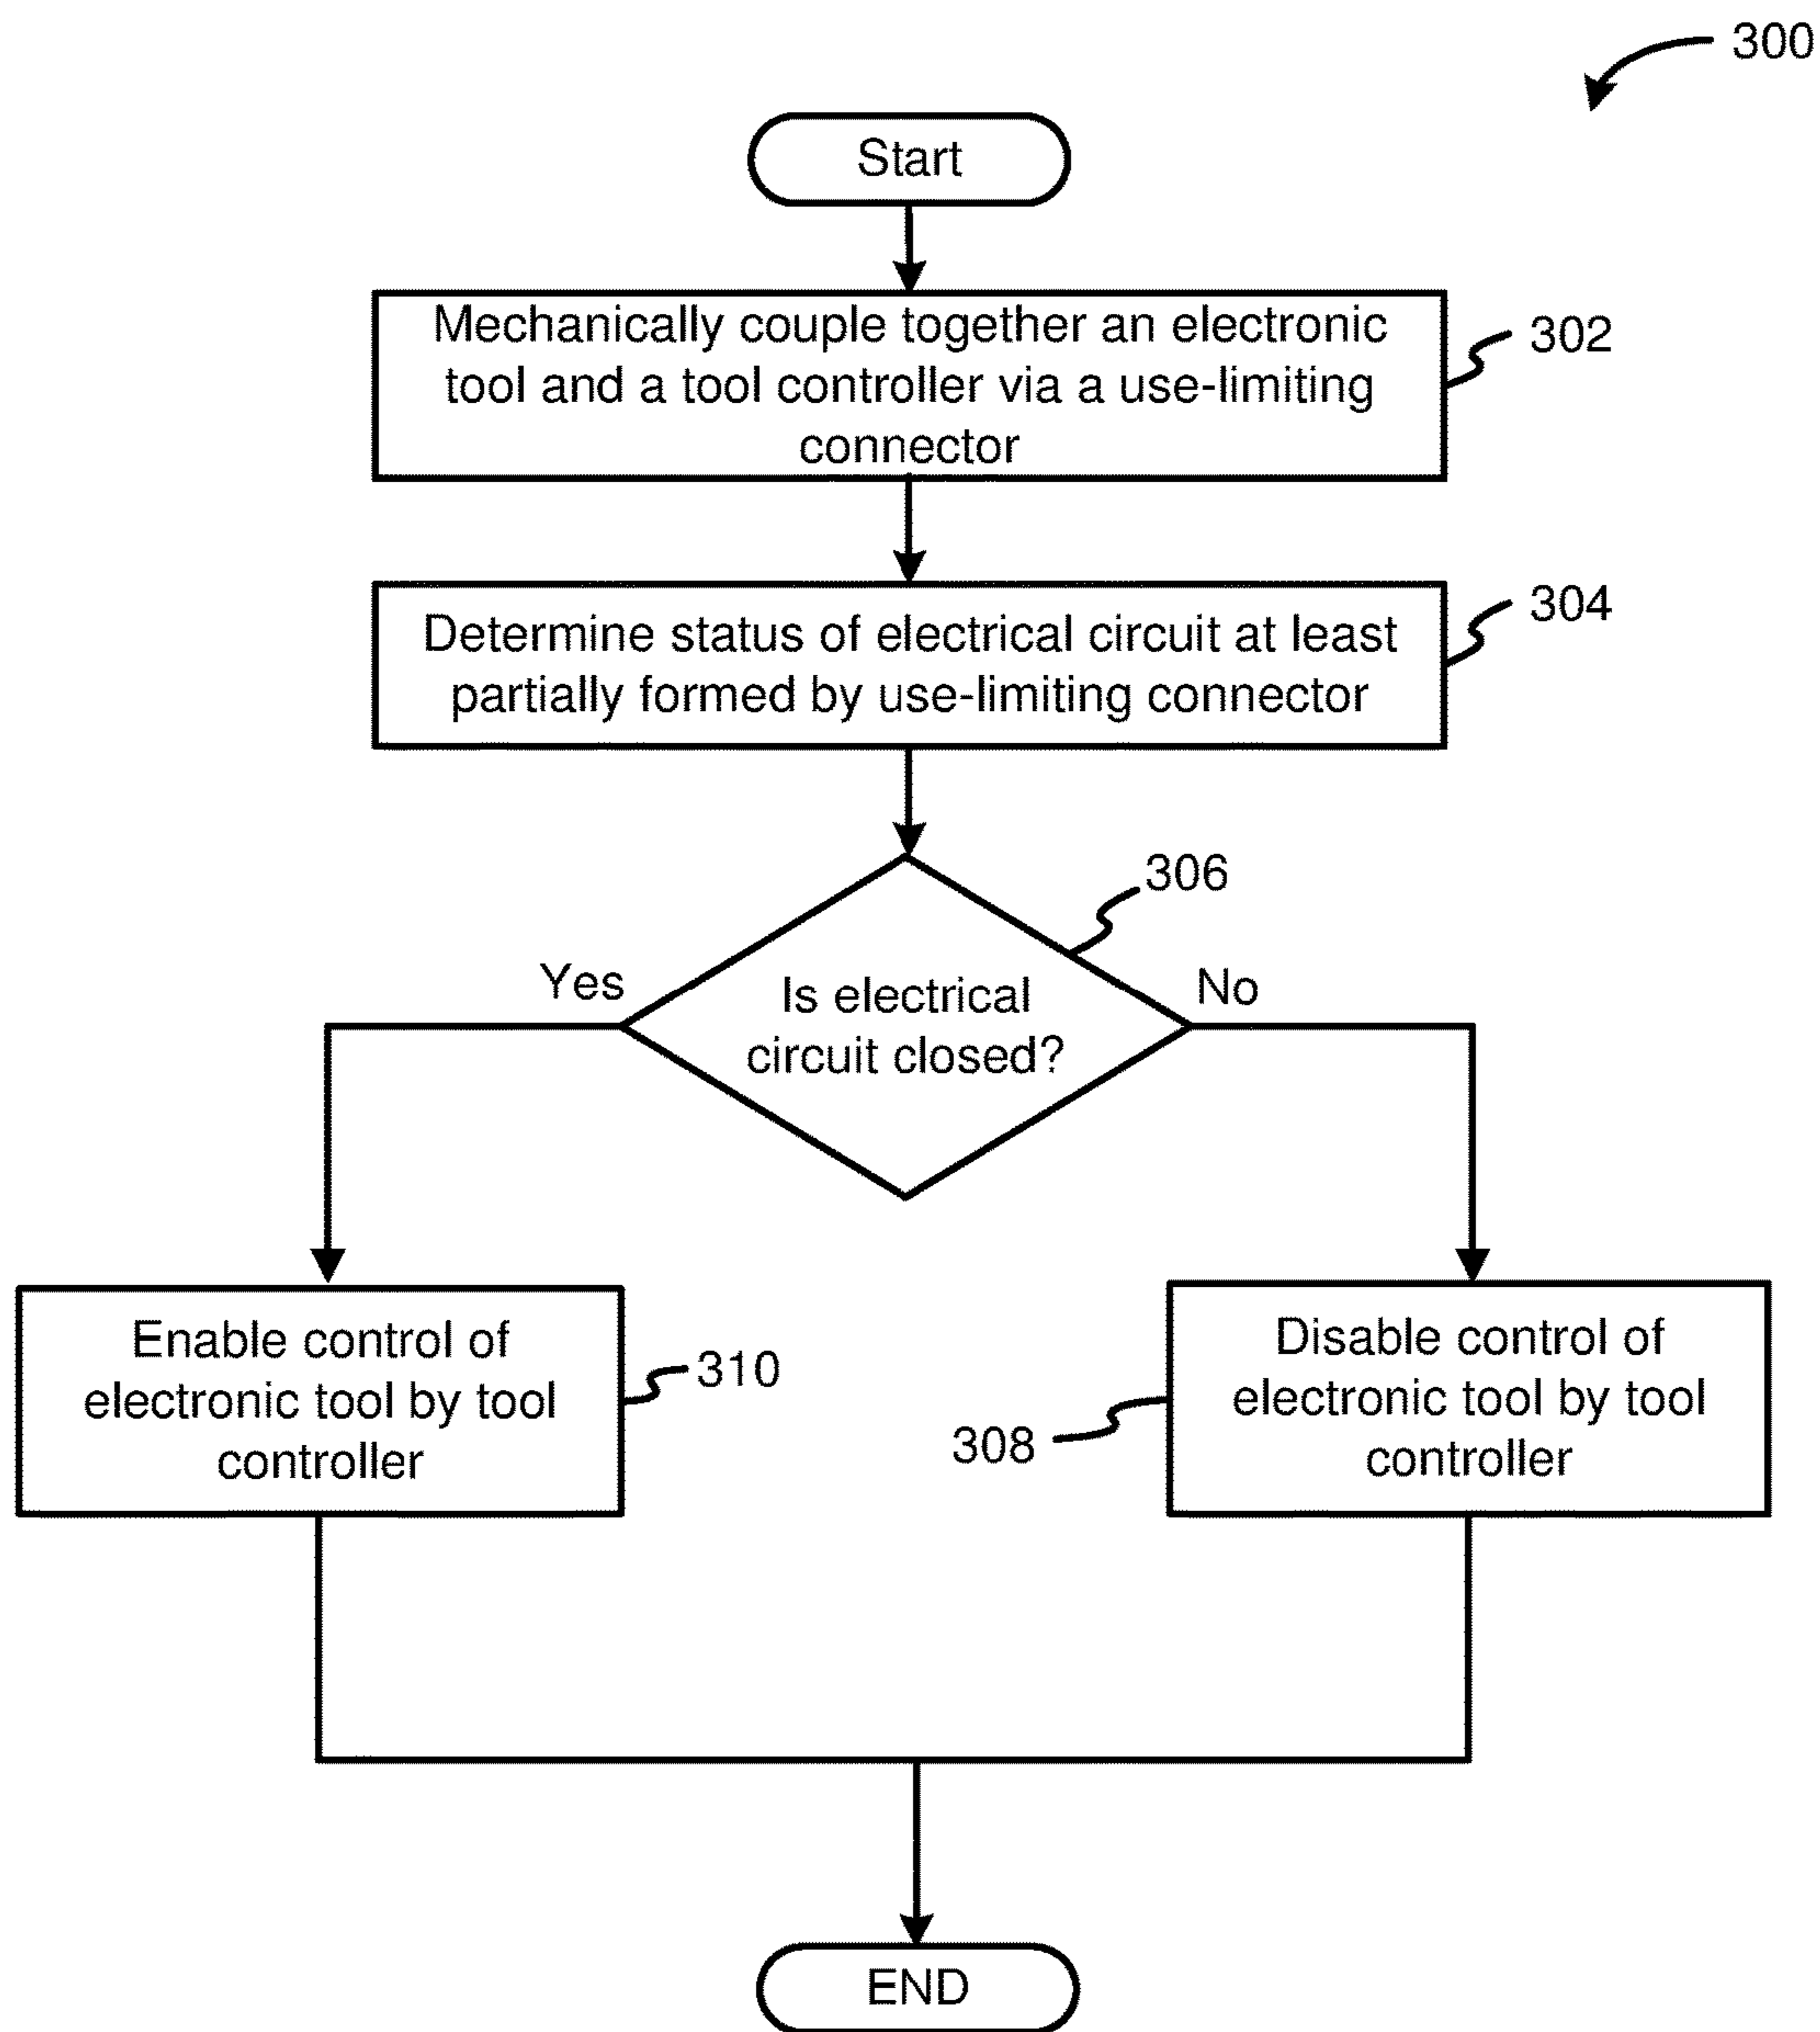 300
Start
Mechanically couple together an electronic
tool and a tool controller via a use-limiting
connector
302
Determine status of electrical circuit at least
partially formed by use-limiting connector
304
306
Yes
Is electrical
circuit closed?
No
Enable control of
electronic tool by tool
controller
310
Disable control of
electronic tool by tool
controller
308
END